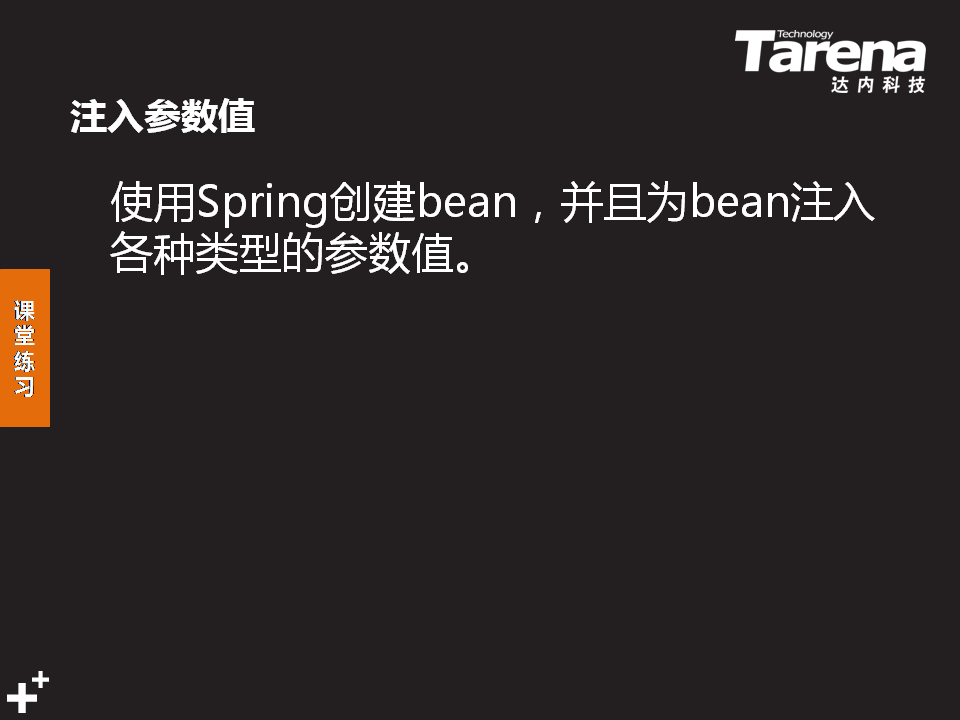 Technology
Tarena
达内科技
注入参数值
使用Spring创建bean，并且为bean注入
各种类型的参数值。
课
堂
练
习